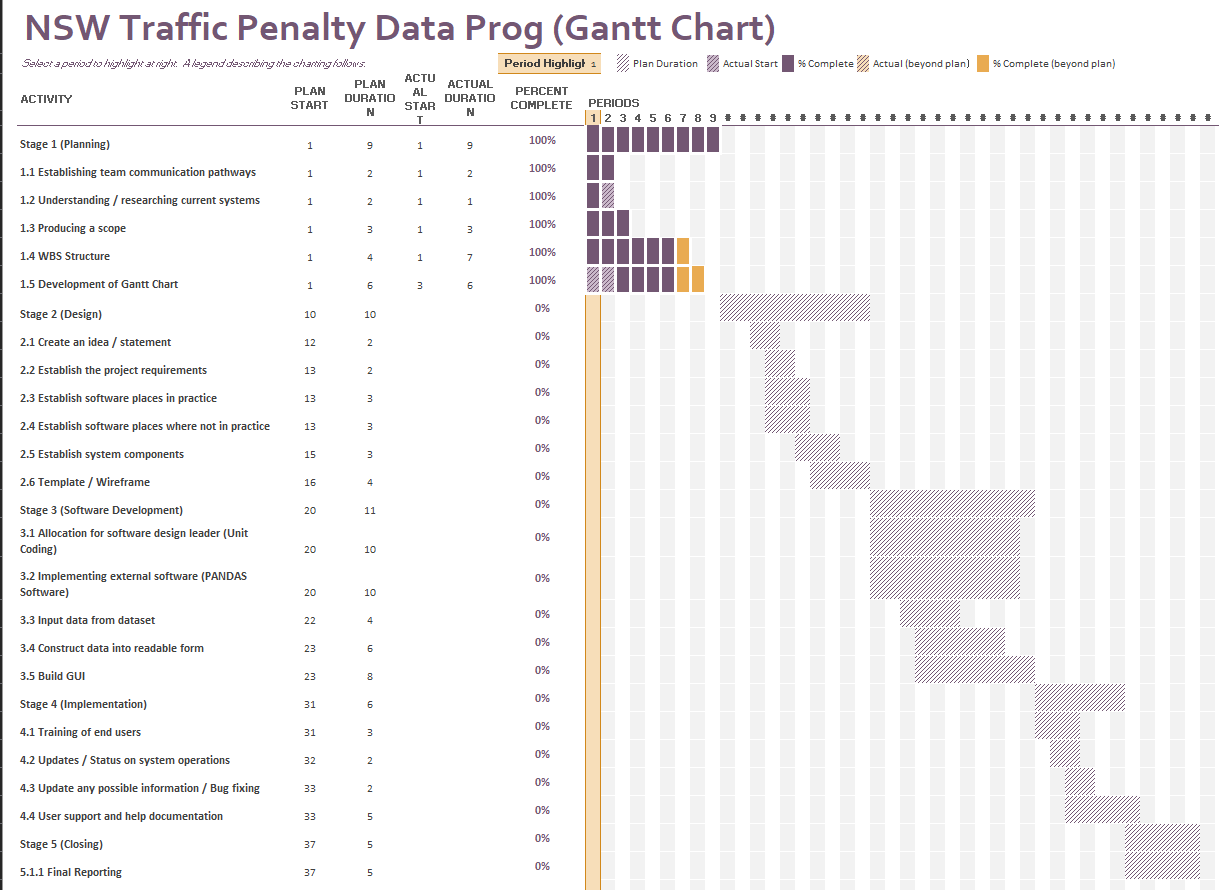 NSW Traffic Penalty Data Prog (Gantt Chart)
Select a period to highlight at right. A legend describing the charting follows.
Period Highligh 1
Plan Duration
Actual Start
% Complete
Actual (beyond plan)
% Complete (beyond plan)
ACTIVITY
PLAN START
PLAN DURATIO N
ACTU AL STAR T
ACTUAL DURATIO N
PERCENT COMPLETE
PERIODS
1 2 3 4 5 6 7 8 9
Stage 1 (Planning) 1 9 1 9 100%
1.1 Establishing team communication pathways 1 2 1 2 100%
1.2 Understanding / researching current systems 1 2 1 1 100%
1.3 Producing a scope 1 3 1 3 100%
1.4 WBS Structure 1 4 1 7 100%
1.5 Development of Gantt Chart 1 6 3 6 100%
Stage 2 (Design) 10 10 0%
2.1 Create an idea / statement 12 2 0%
2.2 Establish the project requirements 13 2 0%
2.3 Establish software places in practice 13 3 0%
2.4 Establish software places where not in practice 13 3 0%
2.5 Establish system components 15 3 0%
2.6 Template / Wireframe 16 4 0%
Stage 3 (Software Development) 20 11 0%
3.1 Allocation for software design leader (Unit
Coding) 20 10 0%
3.2 Implementing external software (PANDAS
Software) 20 10 0%
3.3 Input data from dataset 22 4 0%
3.4 Construct data into readable form 23 6 0%
3.5 Build GUI 23 8 0%
Stage 4 (Implementation) 31 6 0%
4.1 Training of end users 31 3 0%
4.2 Updates / Status on system operations 32 2 0%
4.3 Update any possible information / Bug fixing 33 2 0%
4.4 User support and help documentation 33 5 0%
Stage 5 (Closing) 37 5 0%
5.1.1 Final Reporting 37 5 0%